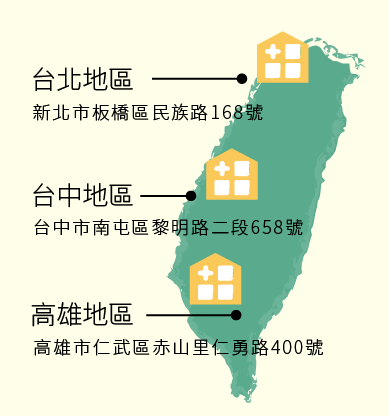 台北地區
新北市板橋區民族路168號
台中地區
台中市南屯區黎明路二段658號
高雄地區
高雄市仁武區赤山里仁勇路400號